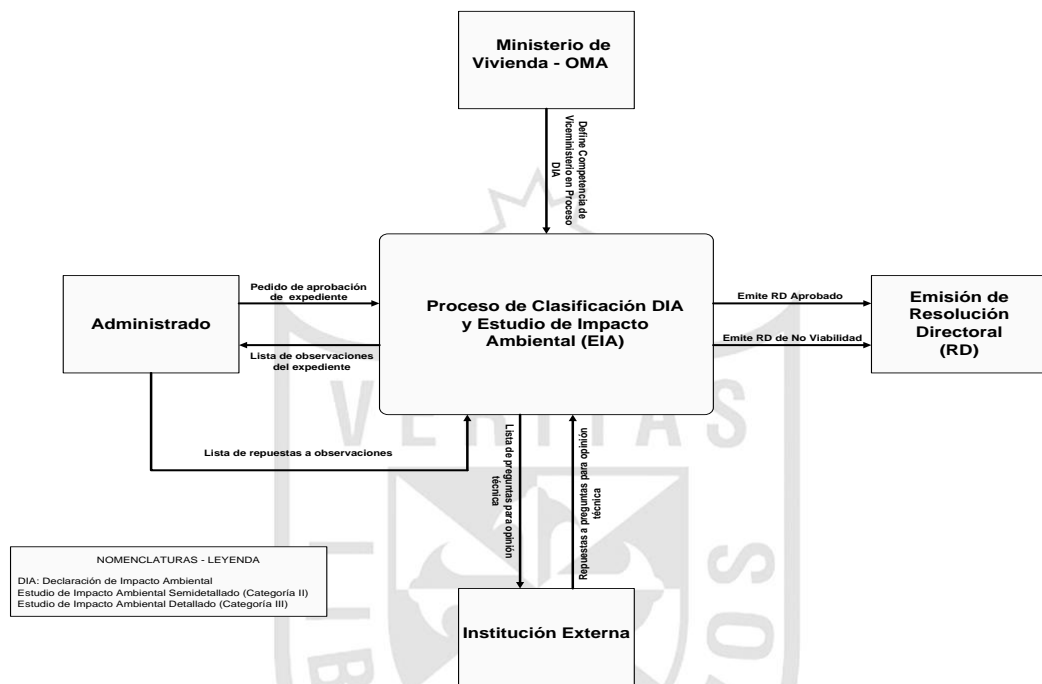 Ministerio de
Vivienda - OMA
Define Competencia de
Viceministerio en Proceso
DIA
Pedido de aprobación
de expediente
Administrado
Lista de observaciones
del expediente
Proceso de Clasificación DIA
y Estudio de Impacto
Ambiental (EIA)
Emite RD Aprobado
Emite RD de No Viabilidad
Emisión de
Resolución
Directoral
(RD)
Lista de repuestas a observaciones
Lista de preguntas para opinión
técnica
Repuestas a preguntas para opinión
técnica
VERITAS
NOMENCLATURAS - LEYENDA
DIA: Declaración de Impacto Ambiental
Estudio de Impacto Ambiental Semidetallado (Categoría II)
Estudio de Impacto Ambiental Detallado (Categoría III)
Institución Externa